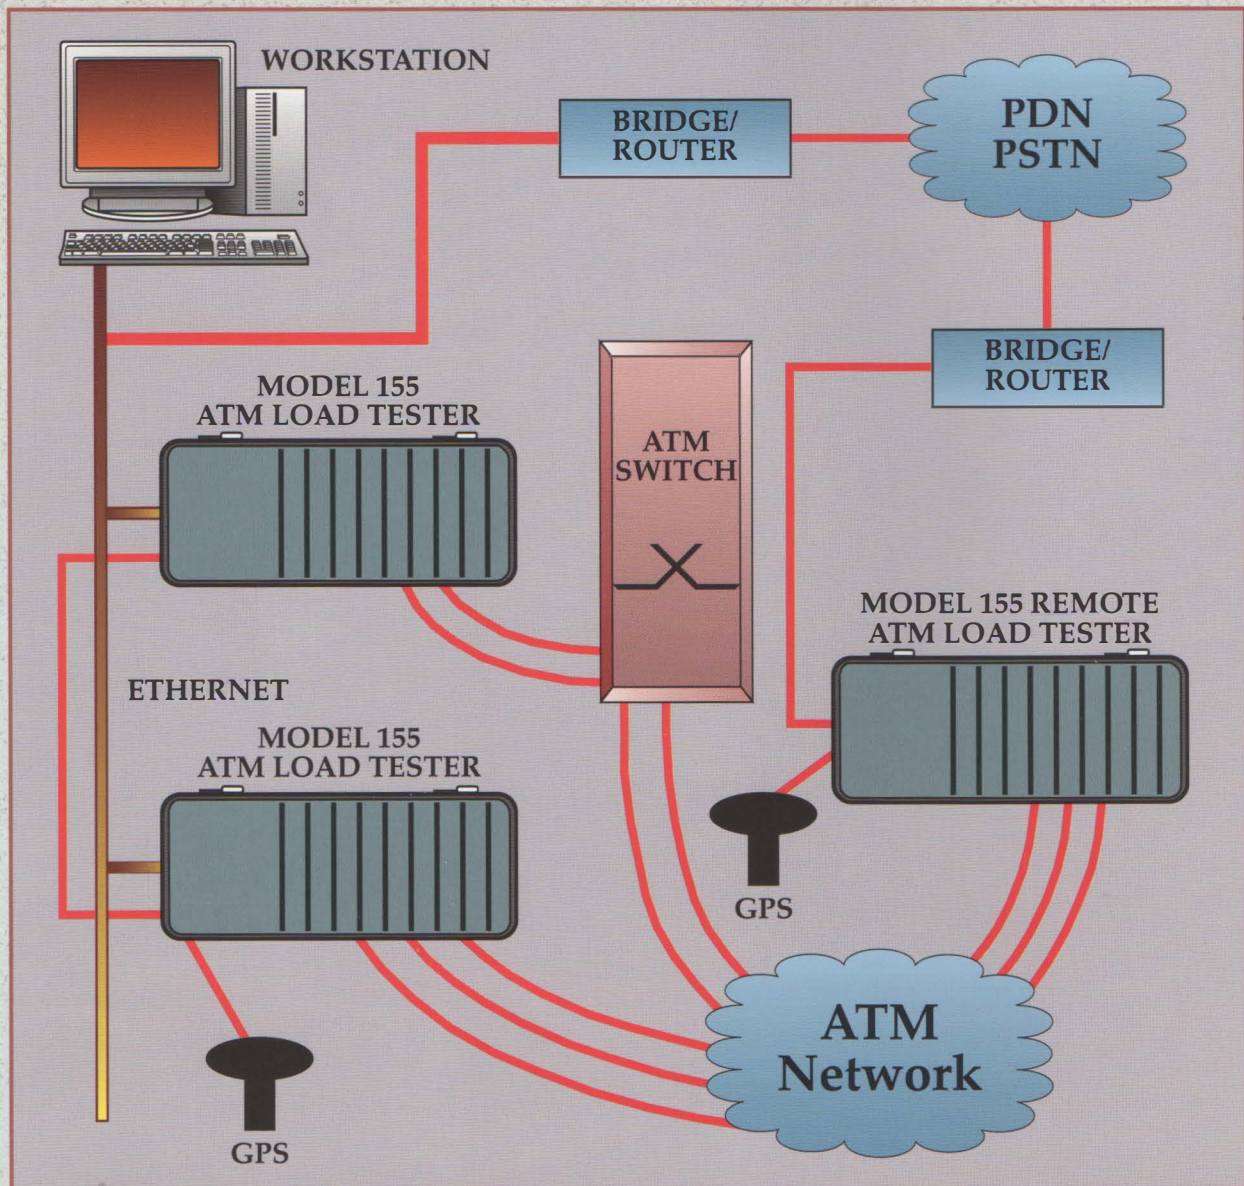 WORKSTATION
BRIDGE/
ROUTER
PDN
PSTN
BRIDGE/
ROUTER
MODEL 155
ATM LOAD TESTER
ATM
SWITCH
MODEL 155 REMOTE
ATM LOAD TESTER
ETHERNET
MODEL 155
ATM LOAD TESTER
GPS
ATM
Network
GPS